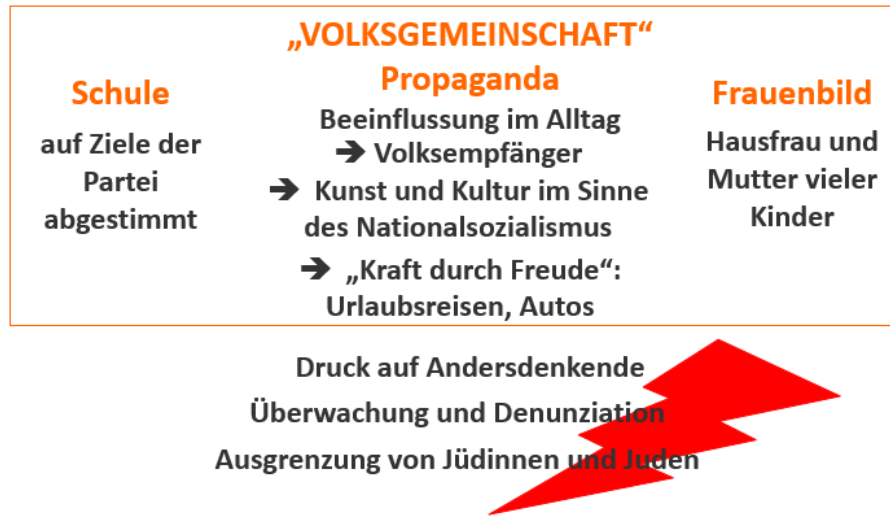 „VOLKSGEMEINSCHAFT“
Schule
auf Ziele der
Partei
abgestimmt
Propaganda
Beeinflussung im Alltag
➔ Volksempfänger
➔ Kunst und Kultur im Sinne
des Nationalsozialismus
➔ „Kraft durch Freude“:
Urlaubsreisen, Autos
Frauenbild
Hausfrau und
Mutter vieler
Kinder
Druck auf Andersdenkende
Überwachung und Denunziation
Ausgrenzung von Jüdinnen und Juden